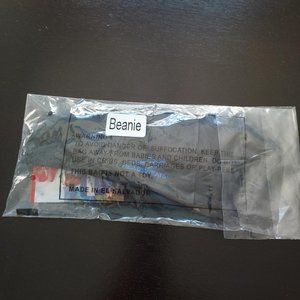 Beanie
WARNING:
TO AVOID DANGER OF SUFFOCATION, KEEP THIS
BAG AWAY FROM BABIES AND CHILDREN. DO
USE IN CRIBS, BEDS, CARRIAGES OR PLAY-PENS
THIS BAG IS NOT A TOY
MADE IN EL SALVADOR